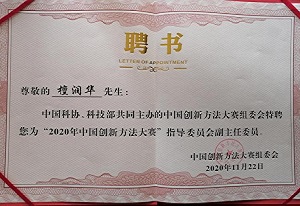 聘书
LETTER OF APPOINTMENT
尊敬的 檀润华 先生：
中国科协、科技部共同主办的中国创新方法大赛组委会特聘
您为“2020年中国创新方法大赛”指导委员会副主任委员。
中国创新方法大赛组委会
2020年11月22日